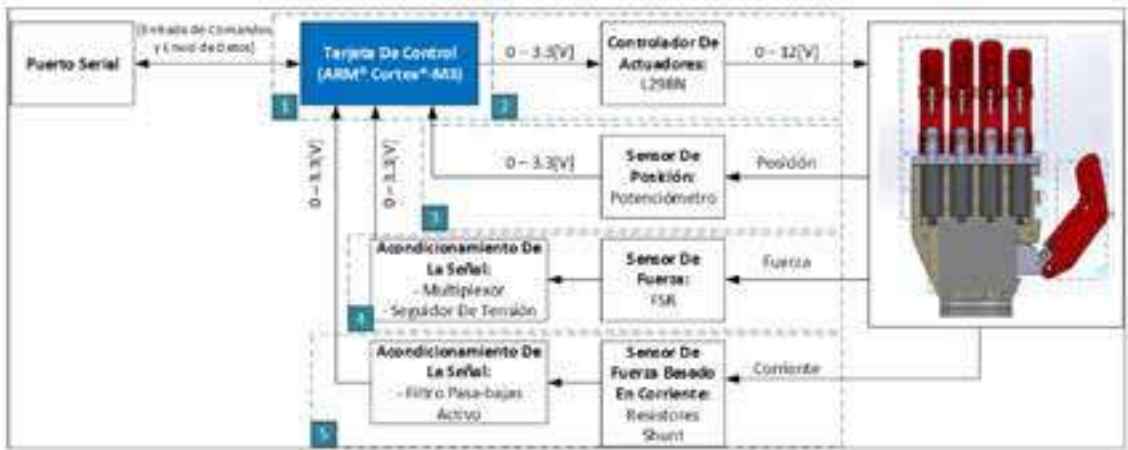 Puerto Serial
[Entrada de Comandos
y Envió de Datos]
Tarjeta De Control
(ARM® Cortex®-M3)
0 – 3.3[V]
Controlador De
Actuadores:
L298N
0 – 12[V]
1
2
0 – 3.3[V]
0 – 3.3[V]
0 – 3.3[V]
Sensor De
Posición:
Potenciómetro
Posición
3
Acondicionamiento De
La Señal:
- Multiplexor
- Seguidor De Tensión
Sensor De
Fuerza:
FSR
Fuerza
4
Acondicionamiento De
La Señal:
- Filtro Pasa-bajas
Activo
Sensor De
Fuerza Basado
En Corriente:
Resistores
Shunt
Corriente
5